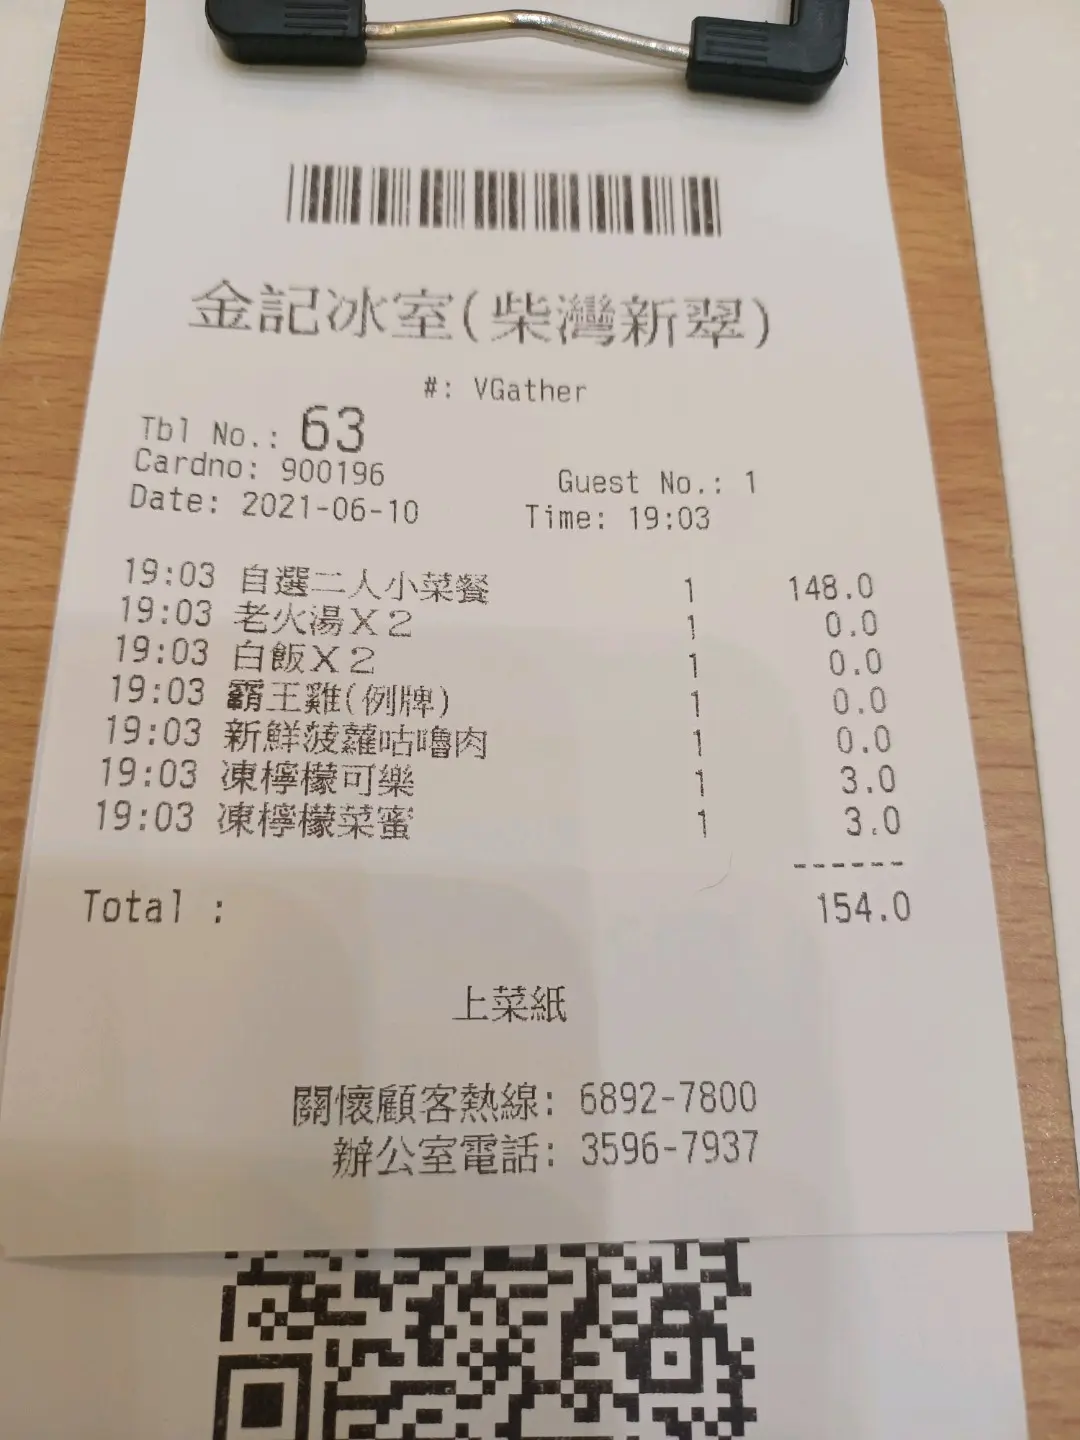 金記冰室(柴灣新翠)
#: VGather
Tbl No.: 63
Cardno: 900196 Guest No.: 1
Date: 2021-06-10 Time: 19:03
19:03 自選二人小菜餐 1 148.0
19:03 老火湯X2 1 0.0
19:03 白飯X2 1 0.0
19:03 霸王雞(例牌) 1 0.0
19:03 新鮮菠蘿咕嚕肉 1 0.0
19:03 凍檸檬可樂 1 3.0
19:03 凍檸檬菜蜜 1 3.0
------
Total : 154.0
上菜紙
關懷顧客熱線: 6892-7800
辦公室電話: 3596-7937